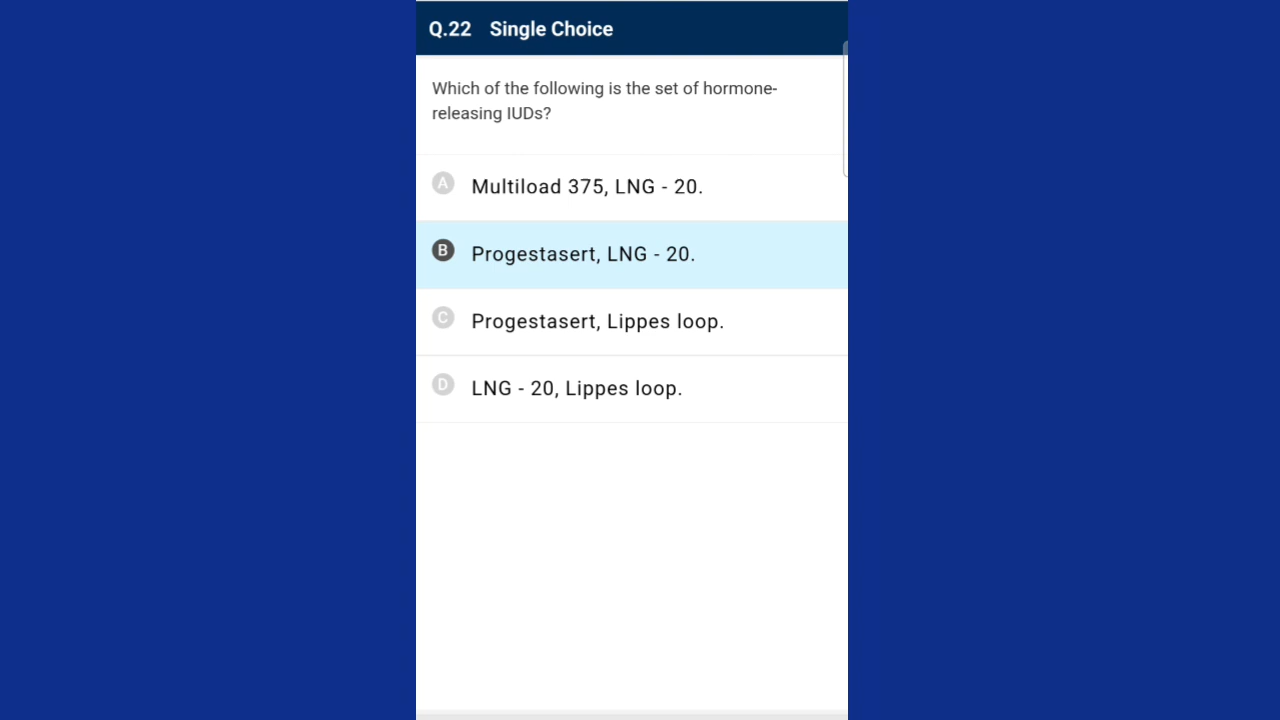 Q.22 Single Choice
Which of the following is the set of hormone-
releasing IUDs?
A Multiload 375, LNG - 20.
B Progestasert, LNG - 20.
C Progestasert, Lippes loop.
D LNG - 20, Lippes loop.